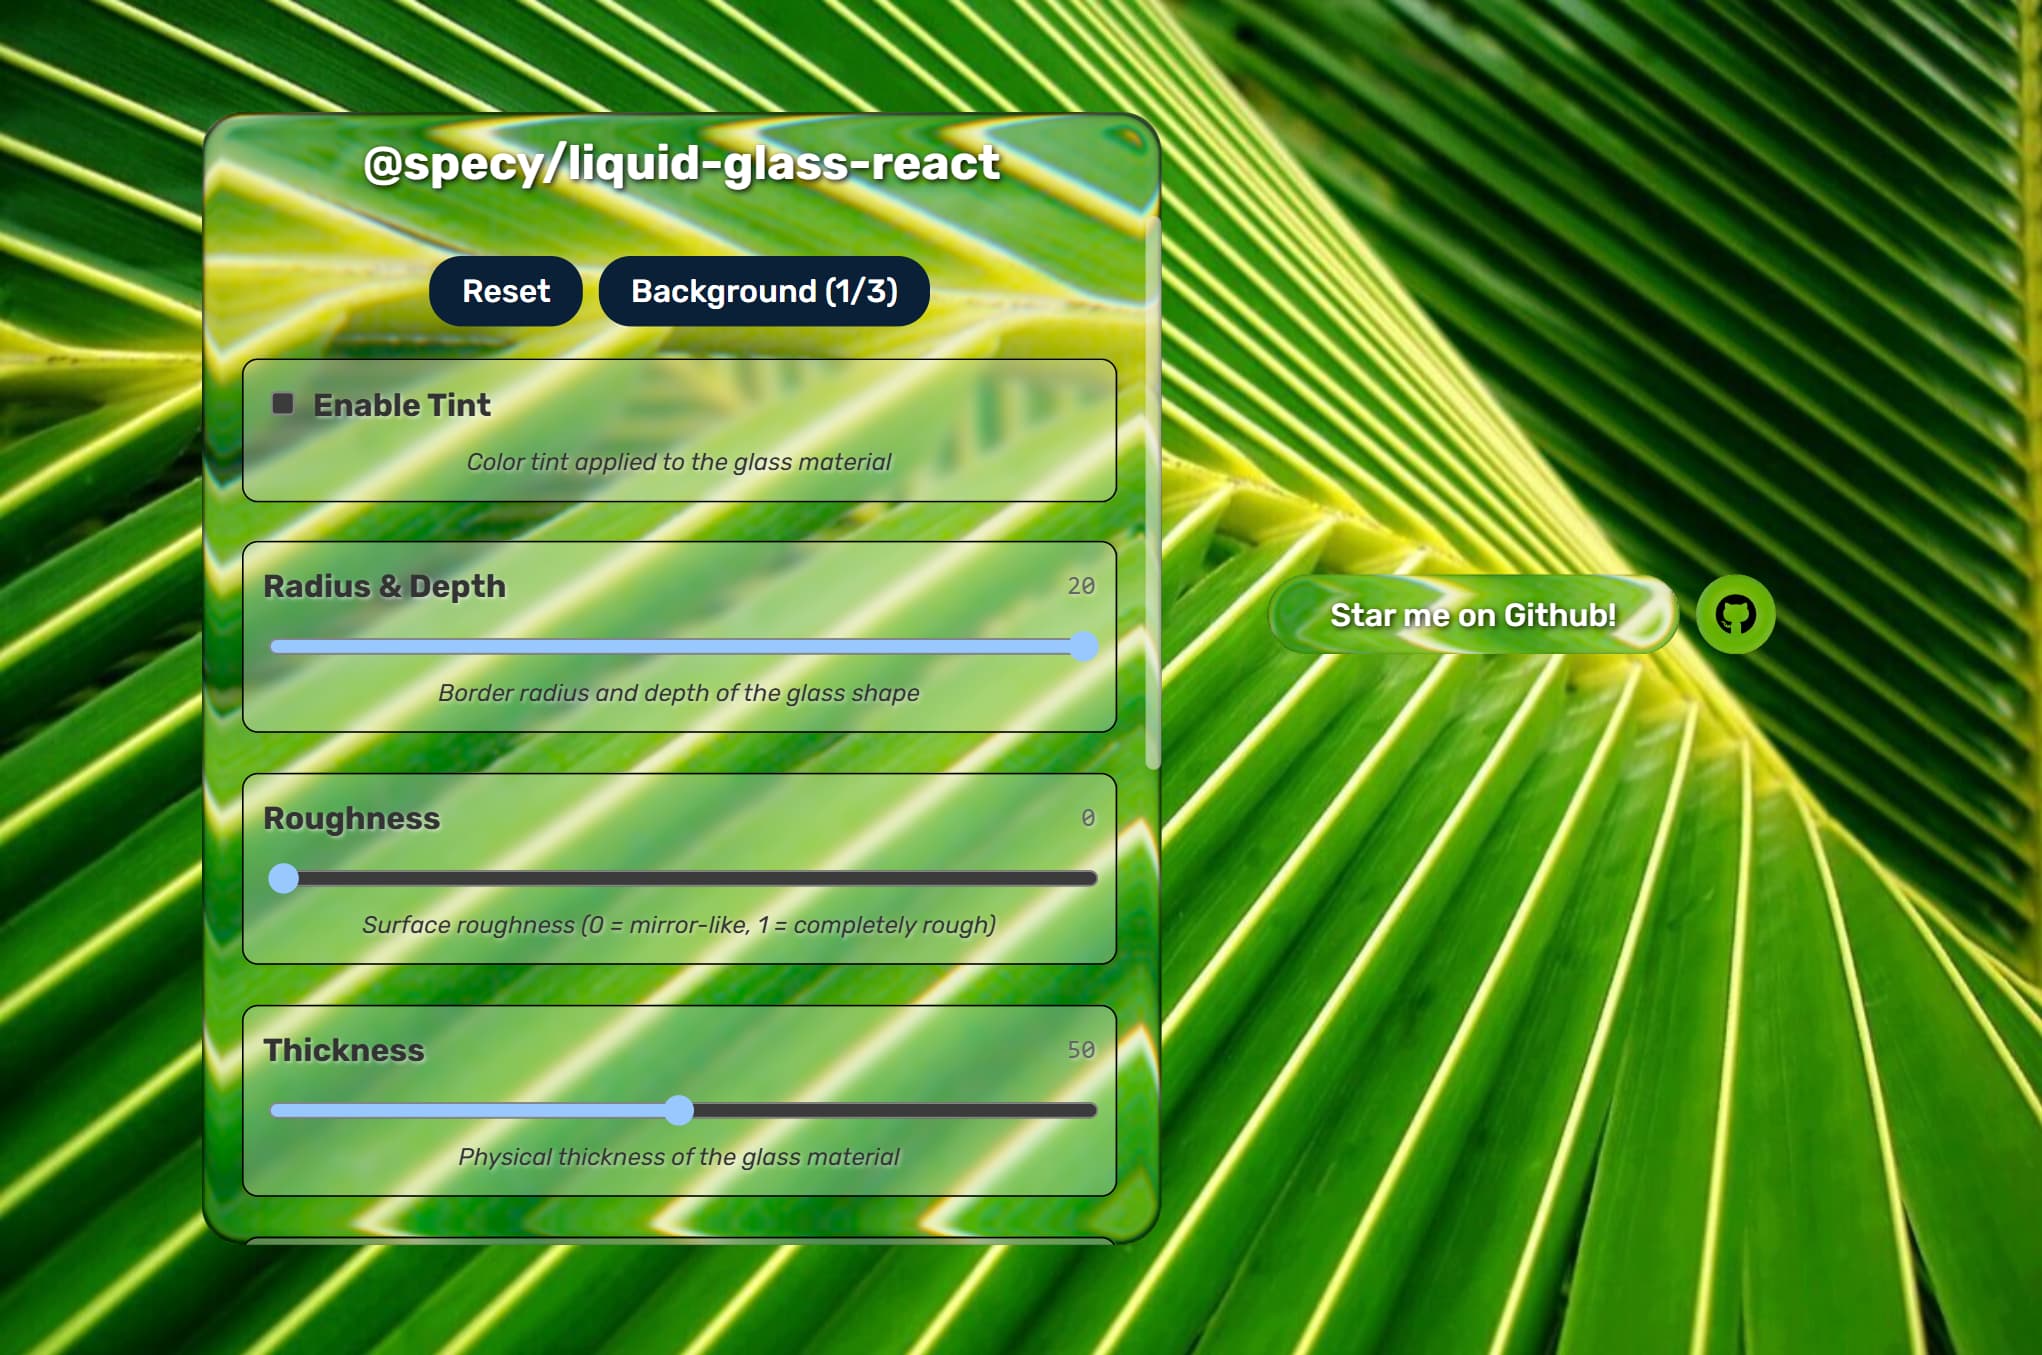 @specy/liquid-glass-react
Reset
Background (1/3)
Enable Tint
Color tint applied to the glass material
Radius & Depth
20
Border radius and depth of the glass shape
Roughness
0
Surface roughness (0 = mirror-like, 1 = completely rough)
Thickness
50
Physical thickness of the glass material
Star me on Github!